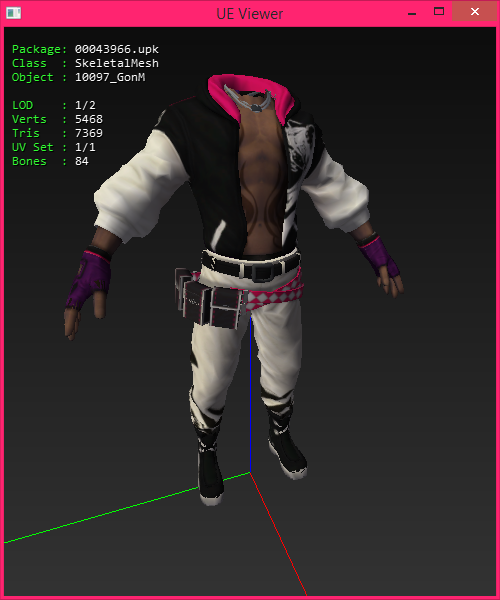 UE Viewer
Package: 00043966.upk
Class  : SkeletalMesh
Object : 10097_GonM
LOD    : 1/2
Verts  : 5468
Tris   : 7369
UV Set : 1/1
Bones  : 84